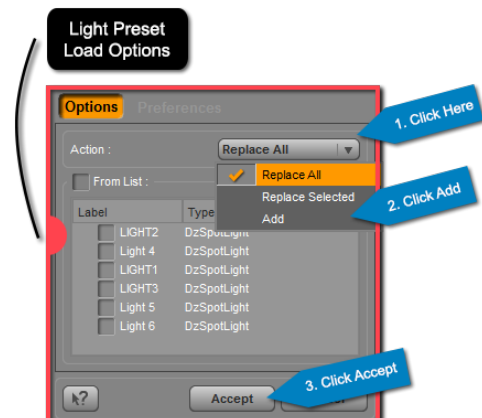 Light Preset
Load Options
Options Preferences
1. Click Here
Action : Replace All
Replace All
From List :
Replace Selected
2. Click Add
Label Type
Add
LIGHT2 DzSpotLight
Light 4 DzSpotLight
LIGHT1 DzSpotLight
LIGHT3 DzSpotLight
Light 5 DzSpotLight
Light 6 DzSpotLight
3. Click Accept
Accept